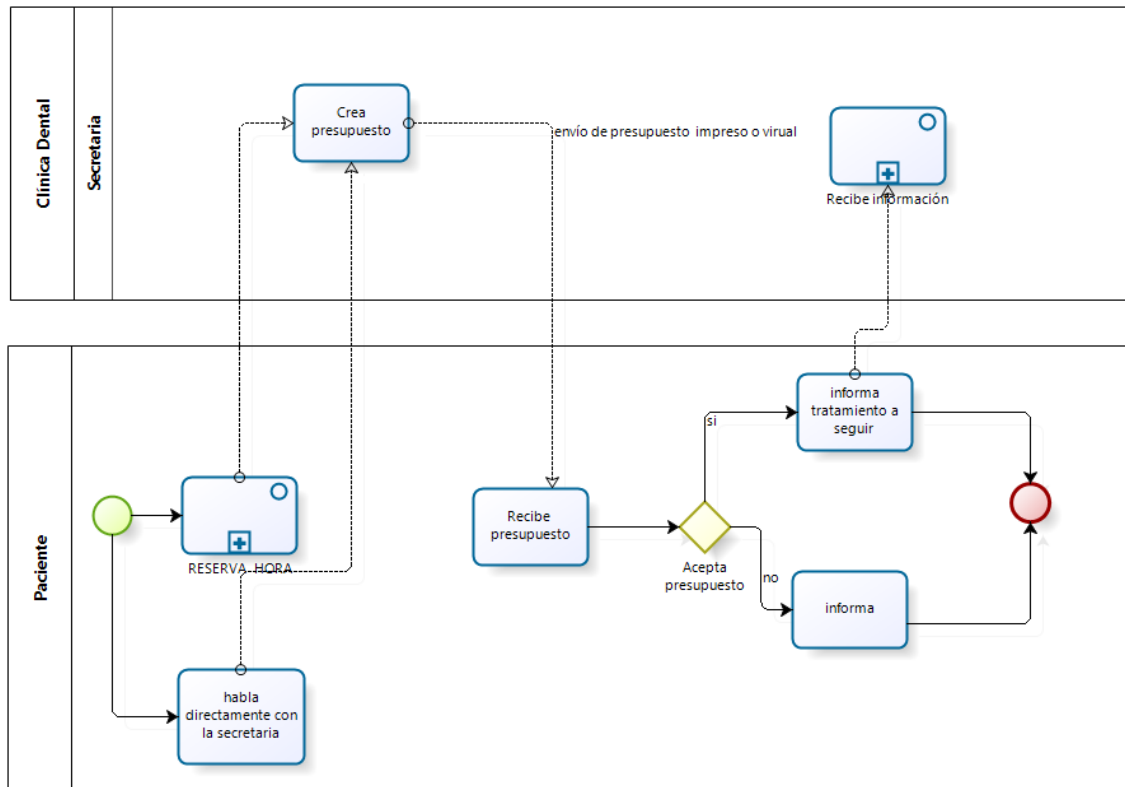 Clínica Dental
Secretaria
Crea
presupuesto
envío de presupuesto impreso o virual
Recibe información
Paciente
RESERVA HORA
habla
directamente con
la secretaria
Recibe
presupuesto
Acepta
presupuesto
si
no
informa
tratamiento a
seguir
informa